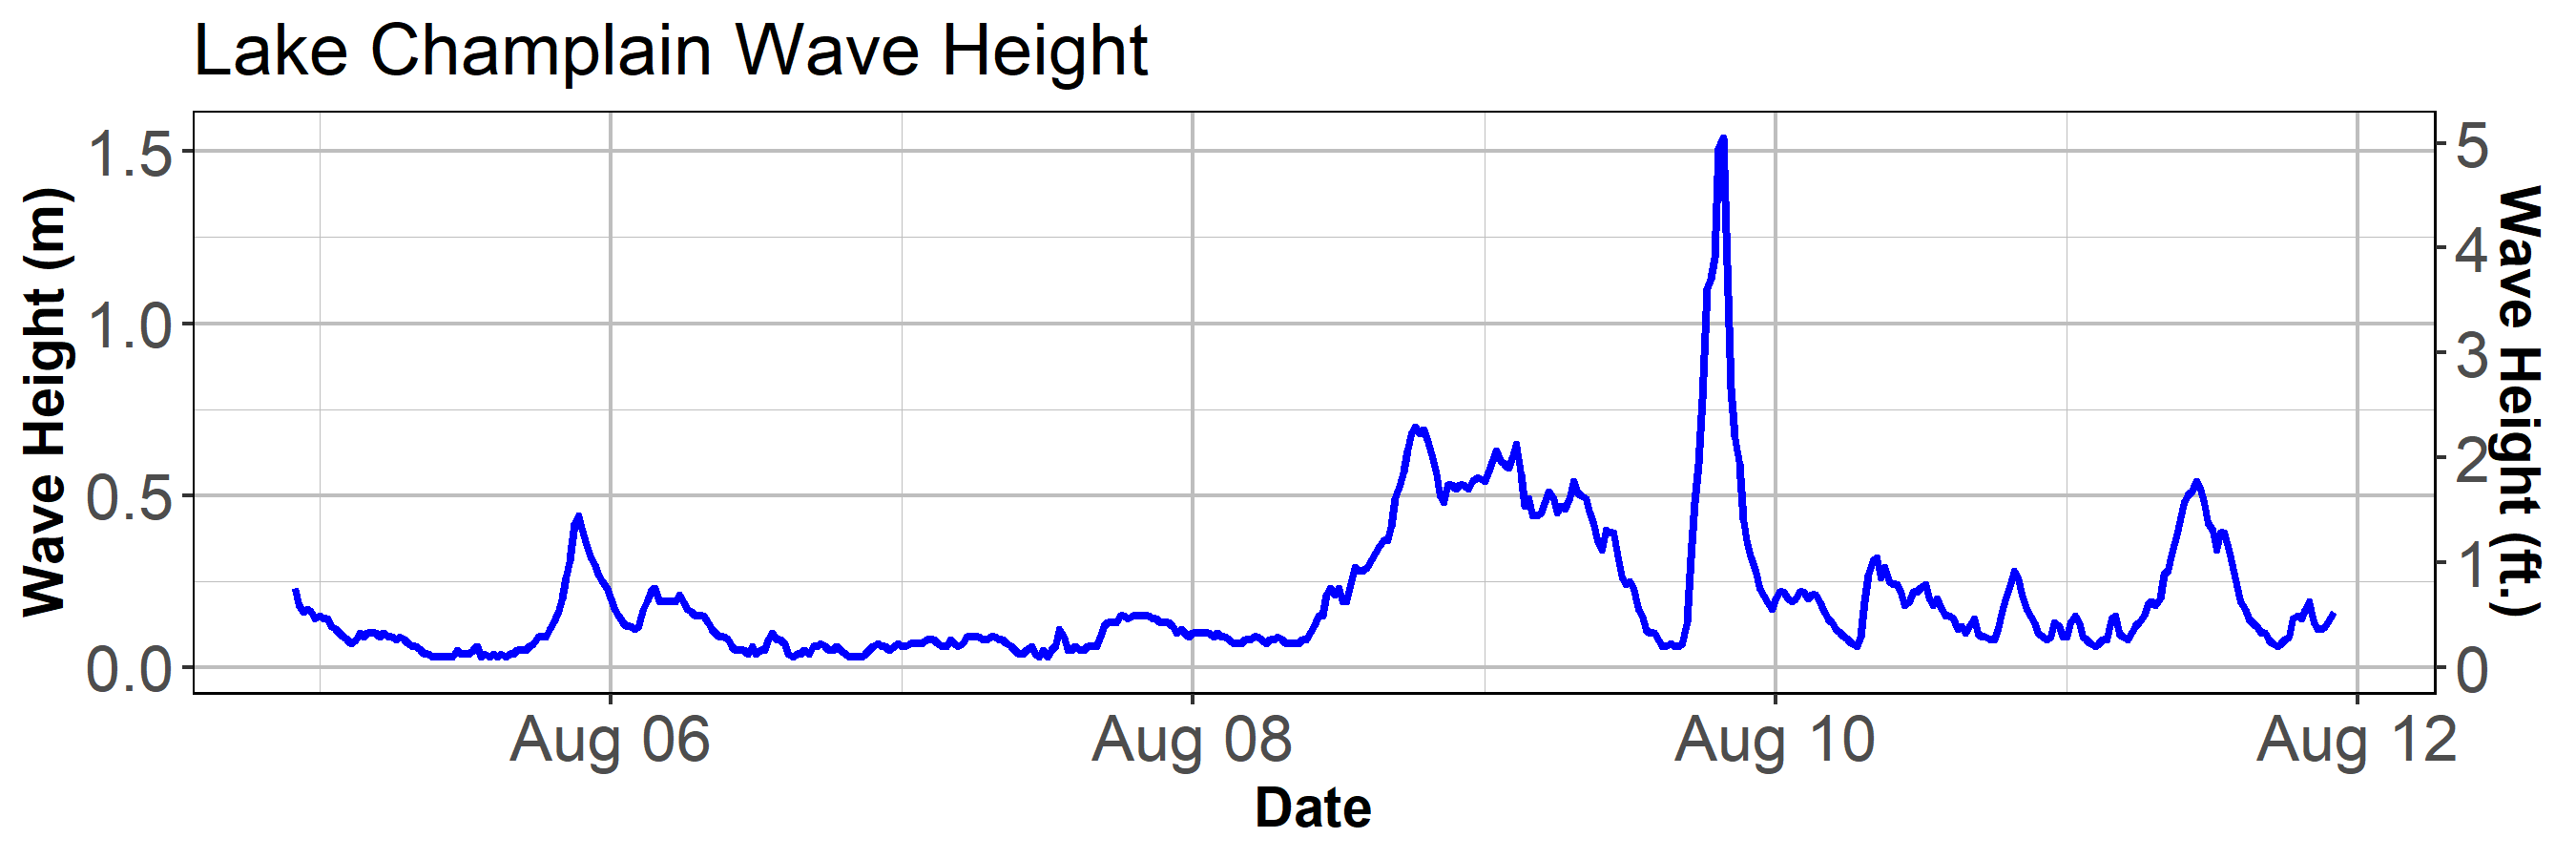 Lake Champlain Wave Height
Wave Height (m)
1.5
1.0
0.5
0.0
5
4
3
2
1
0
Wave Height (ft.)
Aug 06 Aug 08 Aug 10 Aug 12
Date